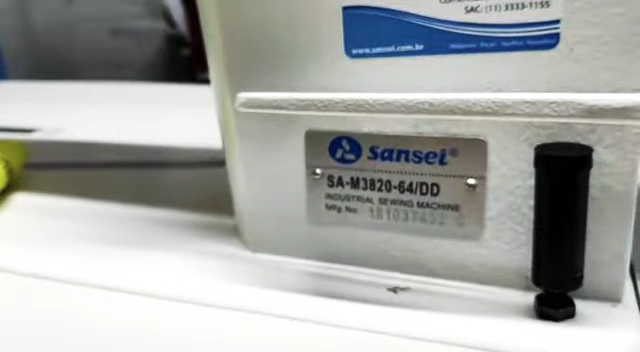 SAC: (11) 3333-1155
www.sansei.com.br
Sansei®
SA-M3820-64/DD
INDUSTRIAL SEWING MACHINE
Mfg. No.